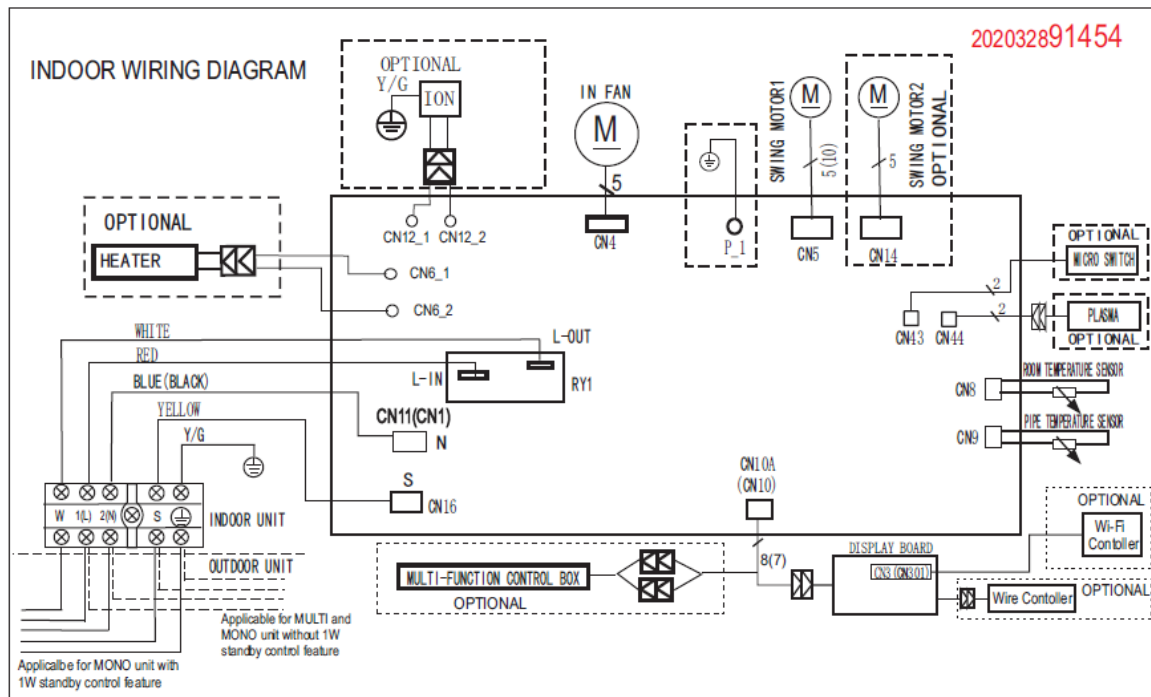 202032891454
INDOOR WIRING DIAGRAM
OPTIONAL
Y/G
ION
IN FAN
M
5
SWING MOTOR1
M
5(10)
M
5
SWING MOTOR2
OPTIONAL
CN12_1
CN12_2
CN4
P_1
CN5
CN14
OPTIONAL
HEATER
CN6_1
CN6_2
OPTIONAL
MICRO SWITCH
2
2
PLASMA
OPTIONAL
CN43
CN44
WHITE
RED
BLUE(BLACK)
YELLOW
Y/G
L-OUT
L-IN
RY1
CN11(CN1)
N
S
CN16
CN8
ROOM TEMPERATURE SENSOR
CN9
PIPE TEMPERATURE SENSOR
CN10A
(CN10)
8(7)
W
1(L)
2(N)
S
INDOOR UNIT
OUTDOOR UNIT
MULTI-FUNCTION CONTROL BOX
OPTIONAL
DISPLAY BOARD
CN3(CN301)
OPTIONAL
Wi-Fi
Contoller
Wire Contoller
OPTIONAL
Applicable for MULTI and
MONO unit without 1W
standby control feature
Applicalbe for MONO unit with
1W standby control feature